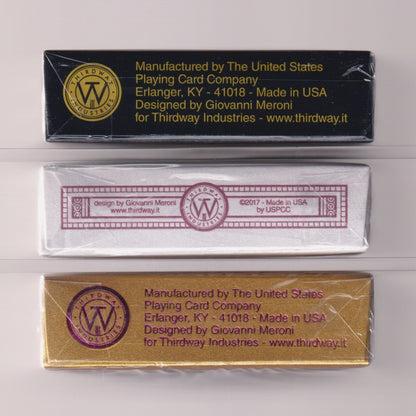 THIRDWAY
INDUSTRIES
Manufactured by The United States
Playing Card Company
Erlanger, KY - 41018 - Made in USA
Designed by Giovanni Meroni
for Thirdway Industries - www.thirdway.it
design by Giovanni Meroni
www.thirdway.it
THIRDWAY
INDUSTRIES
©2017 - Made in USA
by USPCC
THIRDWAY
INDUSTRIES
Manufactured by The United States
Playing Card Company
Erlanger, KY - 41018 - Made in USA
Designed by Giovanni Meroni
for Thirdway Industries - www.thirdway.it